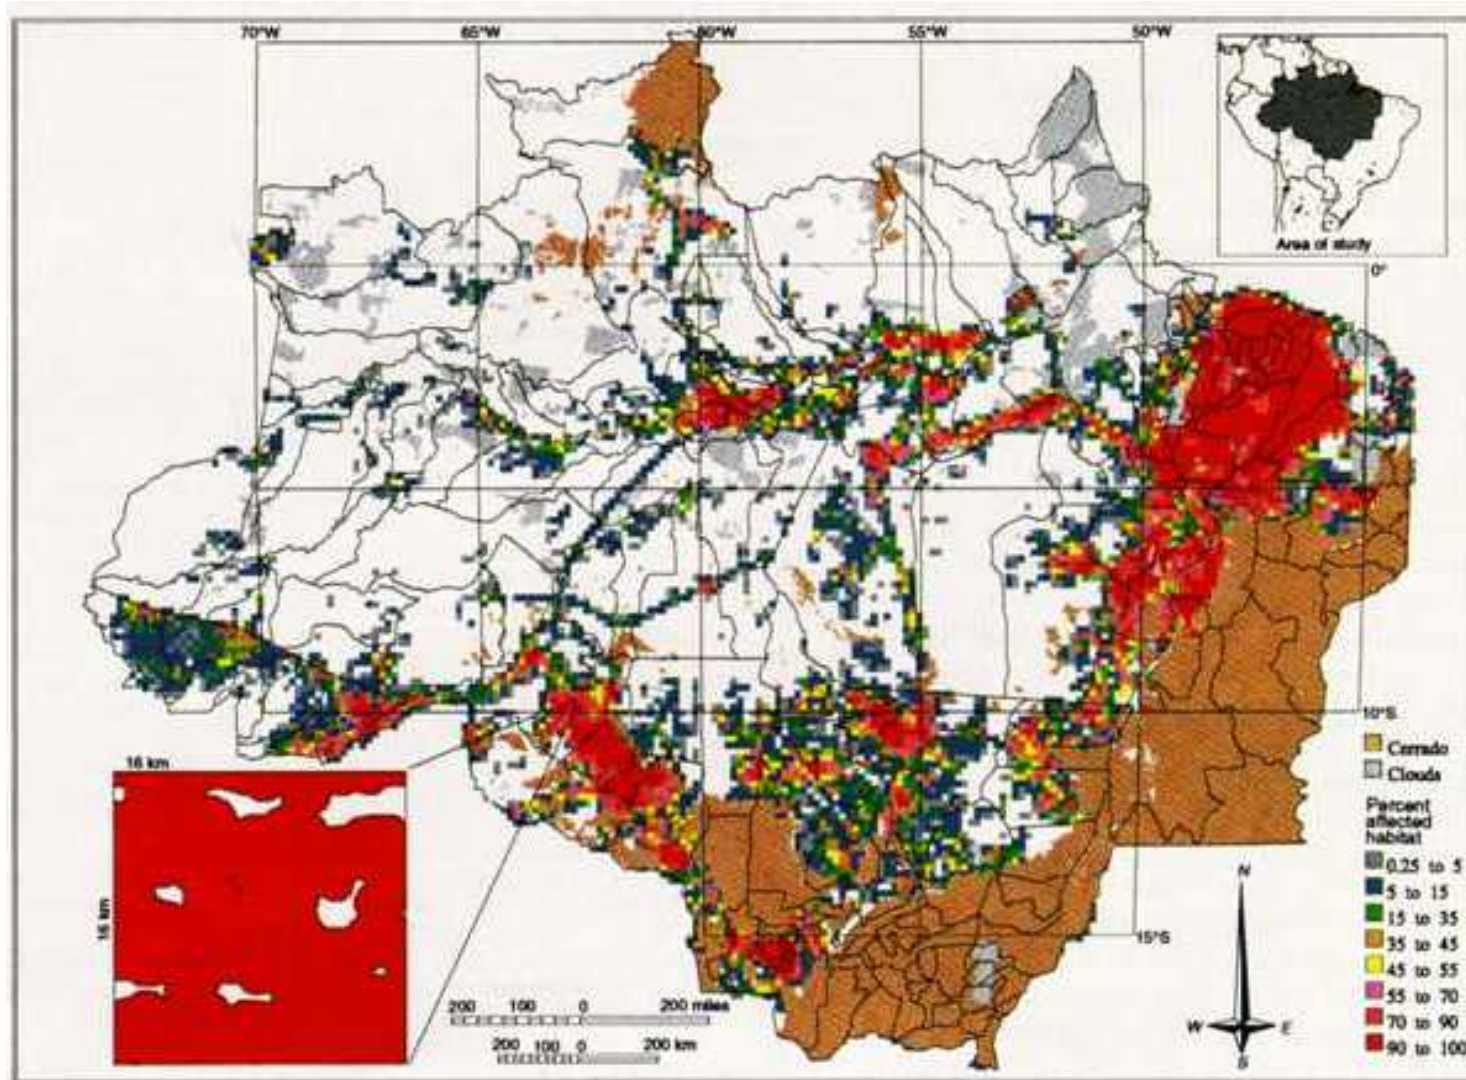 70°W 65°W 60°W 55°W 50°W
Area of study
0°
10°S
15°S
Cerrado
Clouds
Percent
affected
habitat
0.25 to 5
5 to 15
15 to 35
35 to 45
45 to 55
55 to 70
70 to 90
90 to 100
N
W E
S
16 km
16 km
200 100 0 200 miles
200 100 0 200 km